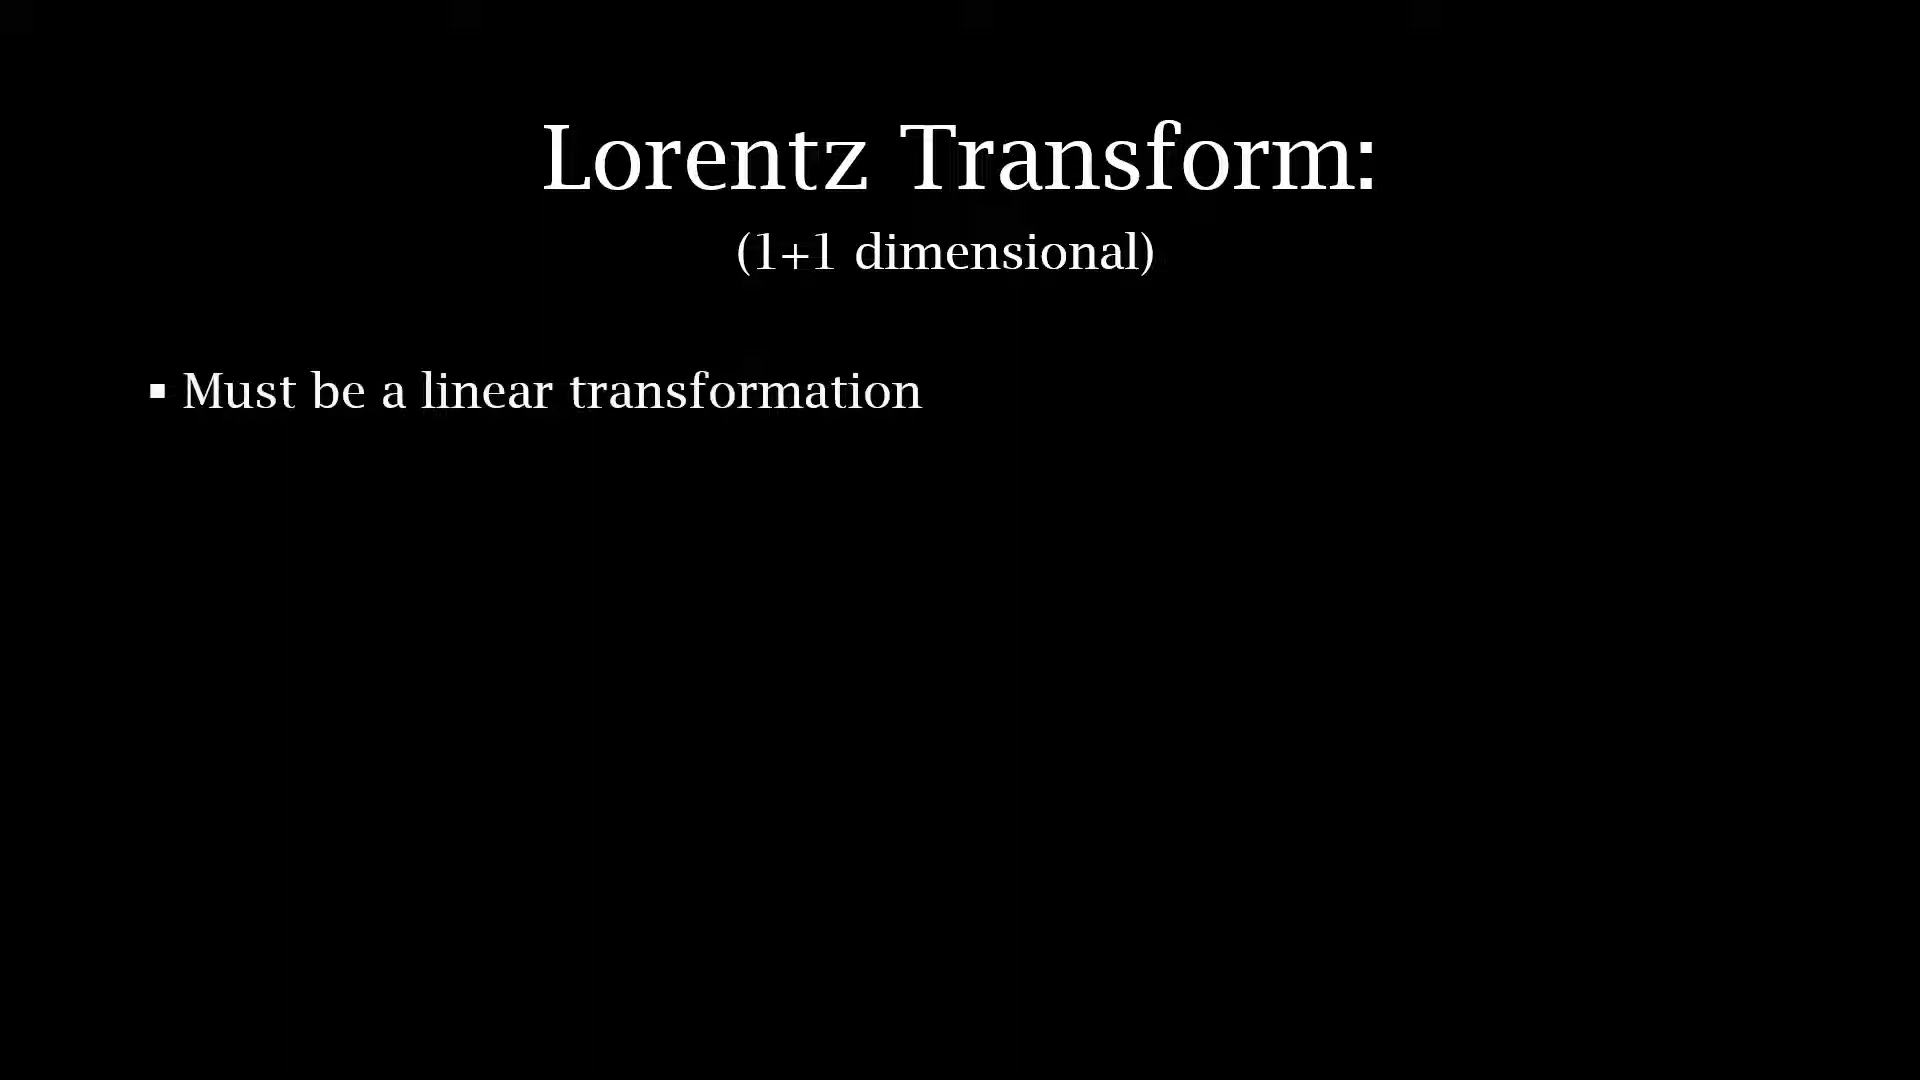 Lorentz Transform:
(1+1 dimensional)
▪ Must be a linear transformation